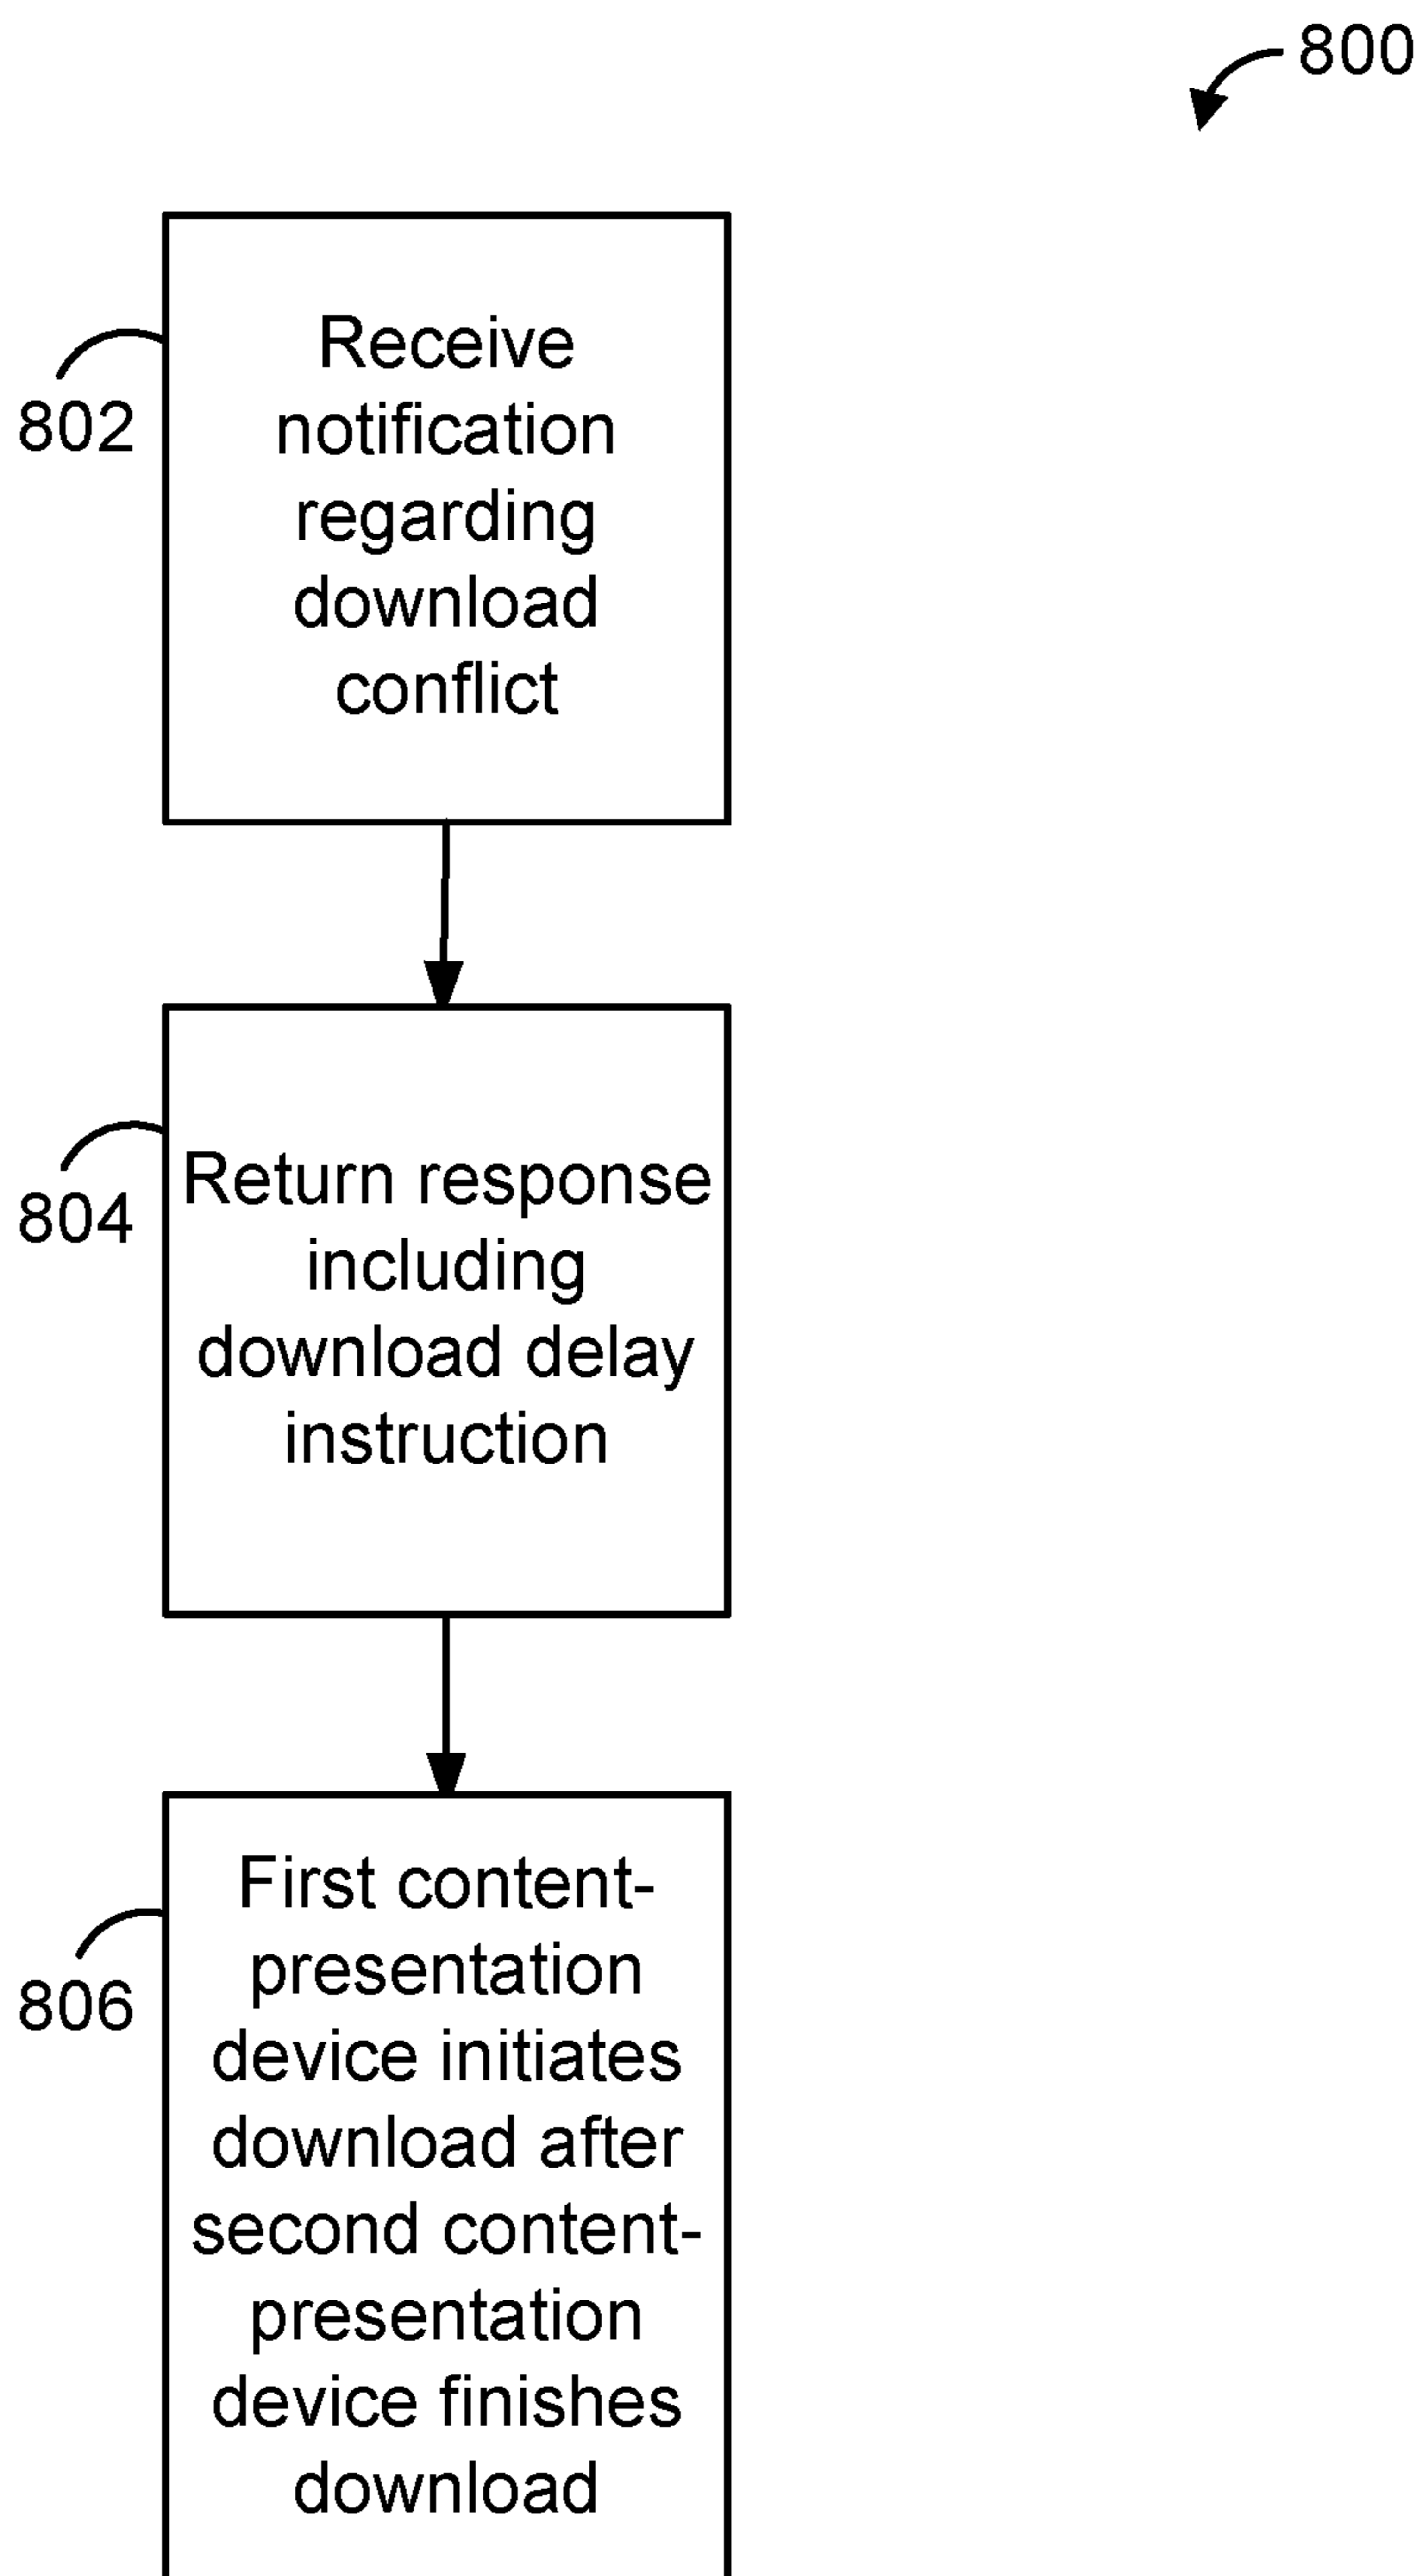 800
Receive
notification
regarding
download
conflict
802
Return response
including
download delay
instruction
804
First content-
presentation
device initiates
download after
second content-
presentation
device finishes
download
806